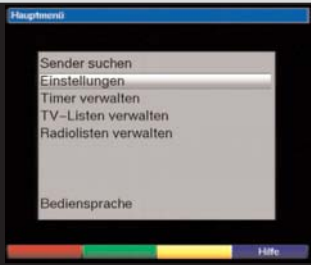 Hauptmenü
Sender suchen
Einstellungen
Timer verwalten
TV-Listen verwalten
Radiolisten verwalten
Bediensprache
Hilfe